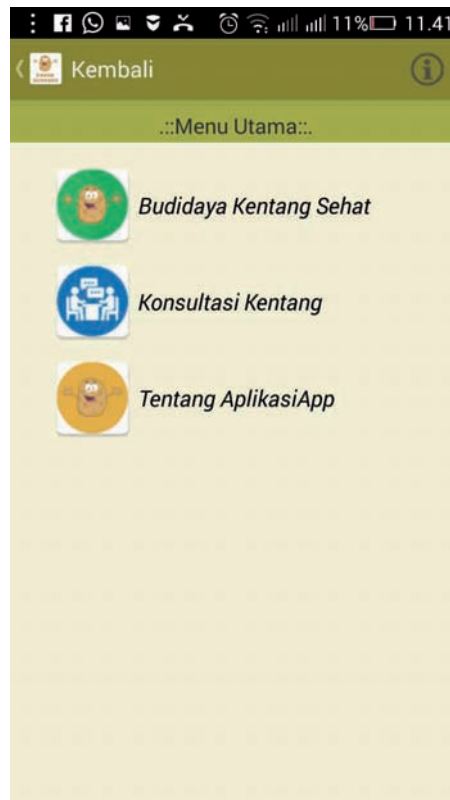 11% 11.41
Kembali
.::Menu Utama::.
Budidaya Kentang Sehat
Konsultasi Kentang
Tentang AplikasiApp